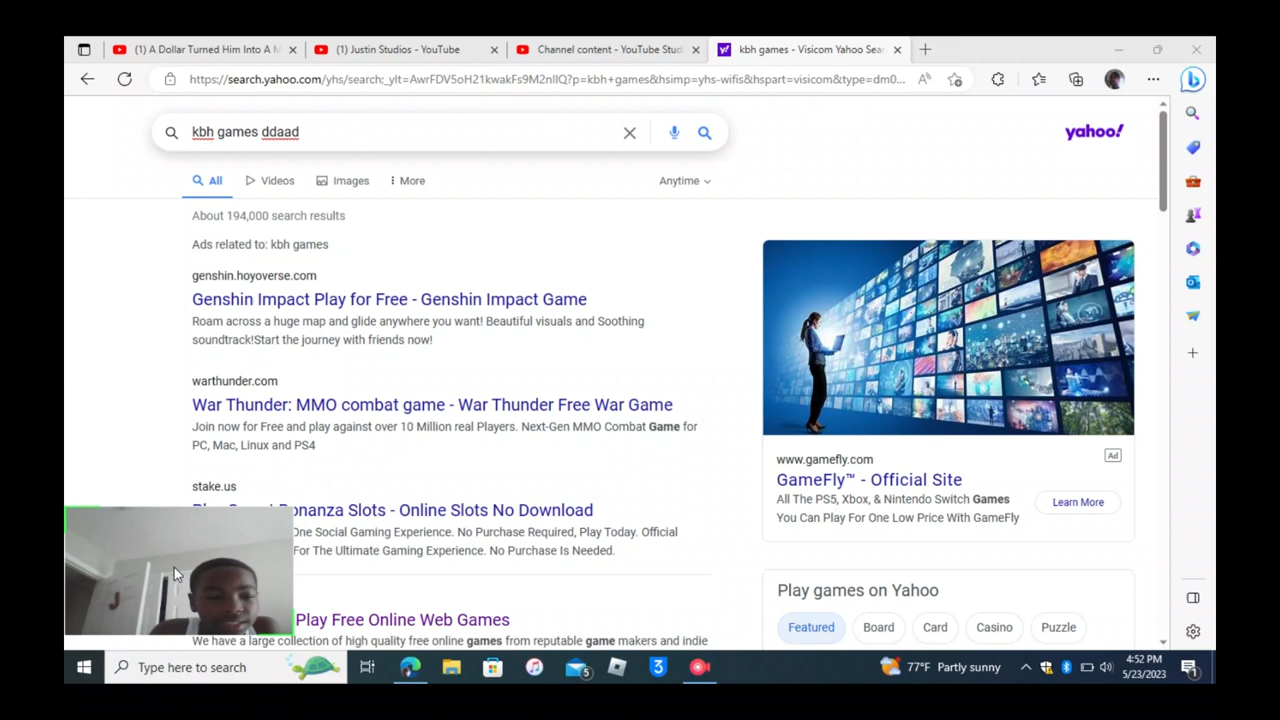 (1) A Dollar Turned Him Into A M
(1) Justin Studios - YouTube
Channel content - YouTube Stud
kbh games - Visicom Yahoo Sear
https://search.yahoo.com/yhs/search;_ylt=AwrFDV5oH21kwakFs9M2nIlQ?p=kbh+games&hsimp=yhs-wifis&hspart=visicom&type=dm0...
kbh games ddaad
yahoo!
All
Videos
Images
More
Anytime
About 194,000 search results
Ads related to: kbh games
genshin.hoyoverse.com
Genshin Impact Play for Free - Genshin Impact Game
Roam across a huge map and glide anywhere you want! Beautiful visuals and Soothing
soundtrack!Start the journey with friends now!
warthunder.com
War Thunder: MMO combat game - War Thunder Free War Game
Join now for Free and play against over 10 Million real Players. Next-Gen MMO Combat Game for
PC, Mac, Linux and PS4
stake.us
Bonanza Slots - Online Slots No Download
One Social Gaming Experience. No Purchase Required, Play Today. Official
For The Ultimate Gaming Experience. No Purchase Is Needed.
Play Free Online Web Games
We have a large collection of high quality free online games from reputable game makers and indie
www.gamefly.com
Ad
GameFly™ - Official Site
All The PS5, Xbox, & Nintendo Switch Games
You Can Play For One Low Price With GameFly
Learn More
Play games on Yahoo
Featured
Board
Card
Casino
Puzzle
J
Type here to search
5
3
77°F Partly sunny
4:52 PM
5/23/2023
1